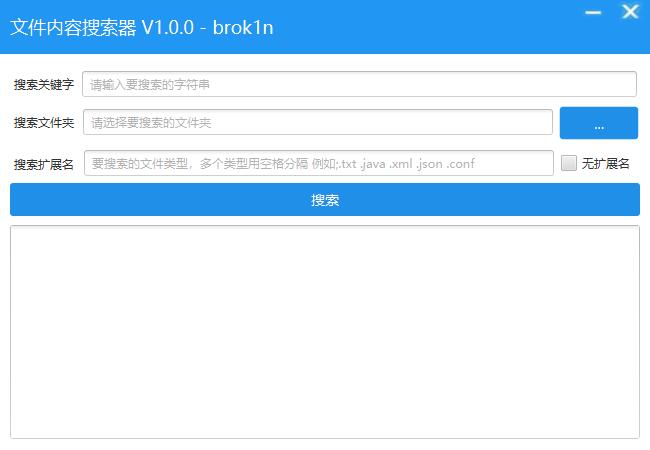 文件内容搜索器 V1.0.0 - brok1n
搜索关键字 请输入要搜索的字符串
搜索文件夹 请选择要搜索的文件夹 ...
搜索扩展名 要搜索的文件类型，多个类型用空格分隔 例如;.txt .java .xml .json .conf 无扩展名
搜索